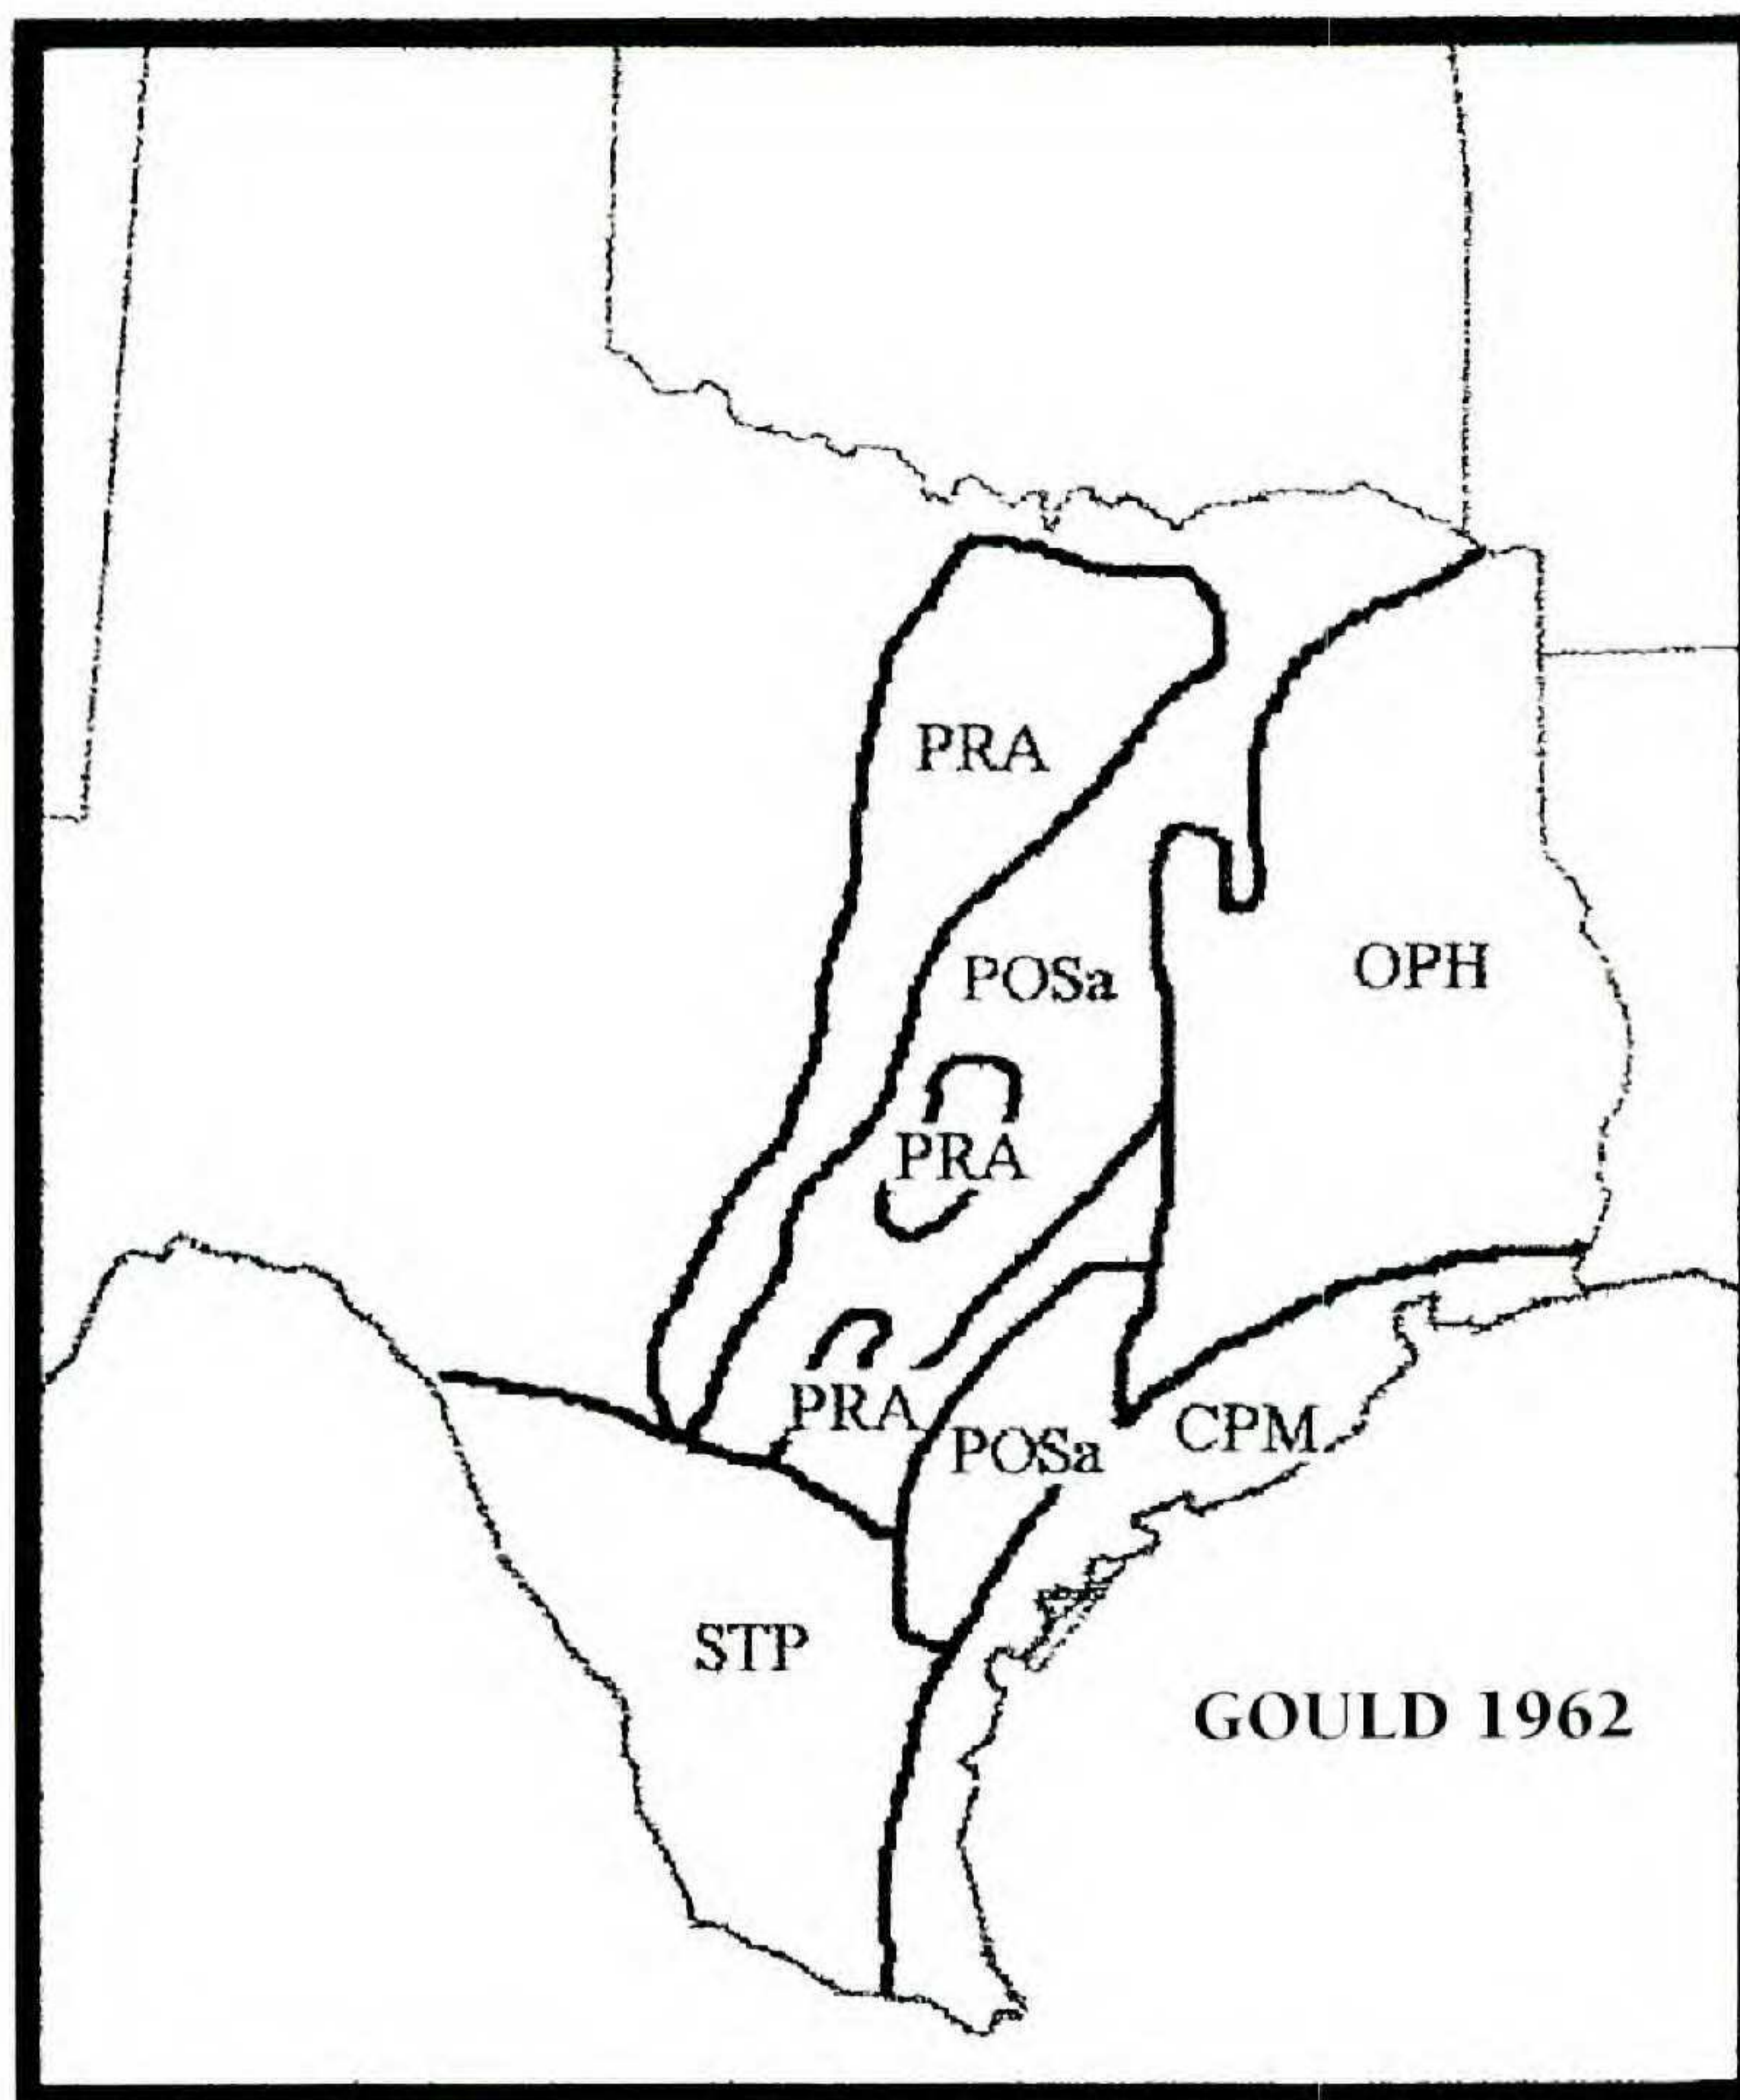 PRA
POSa
OPH
PRA
PRA
POSa
CPM
STP
GOULD 1962